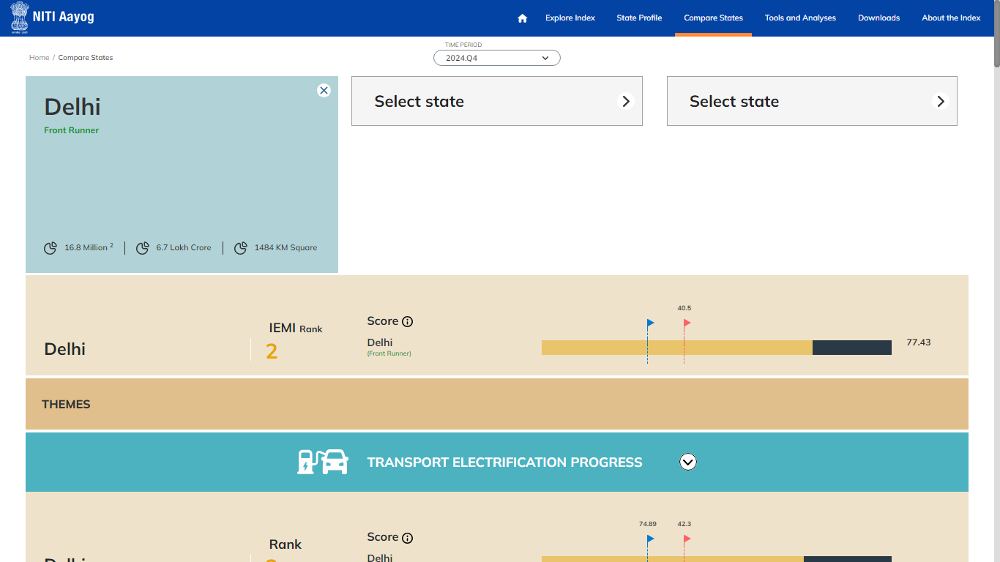 NITI Aayog
Explore Index
State Profile
Compare States
Tools and Analyses
Downloads
About the Index
Home / Compare States
TIME PERIOD
2024.Q4
Delhi
Front Runner
16.8 Million 2
6.7 Lakh Crore
1484 KM Square
Select state
Select state
Delhi
IEMI Rank
2
Score
Delhi
(Front Runner)
40.5
77.43
THEMES
TRANSPORT ELECTRIFICATION PROGRESS
Delhi
Rank
Score
Delhi
74.89
42.3